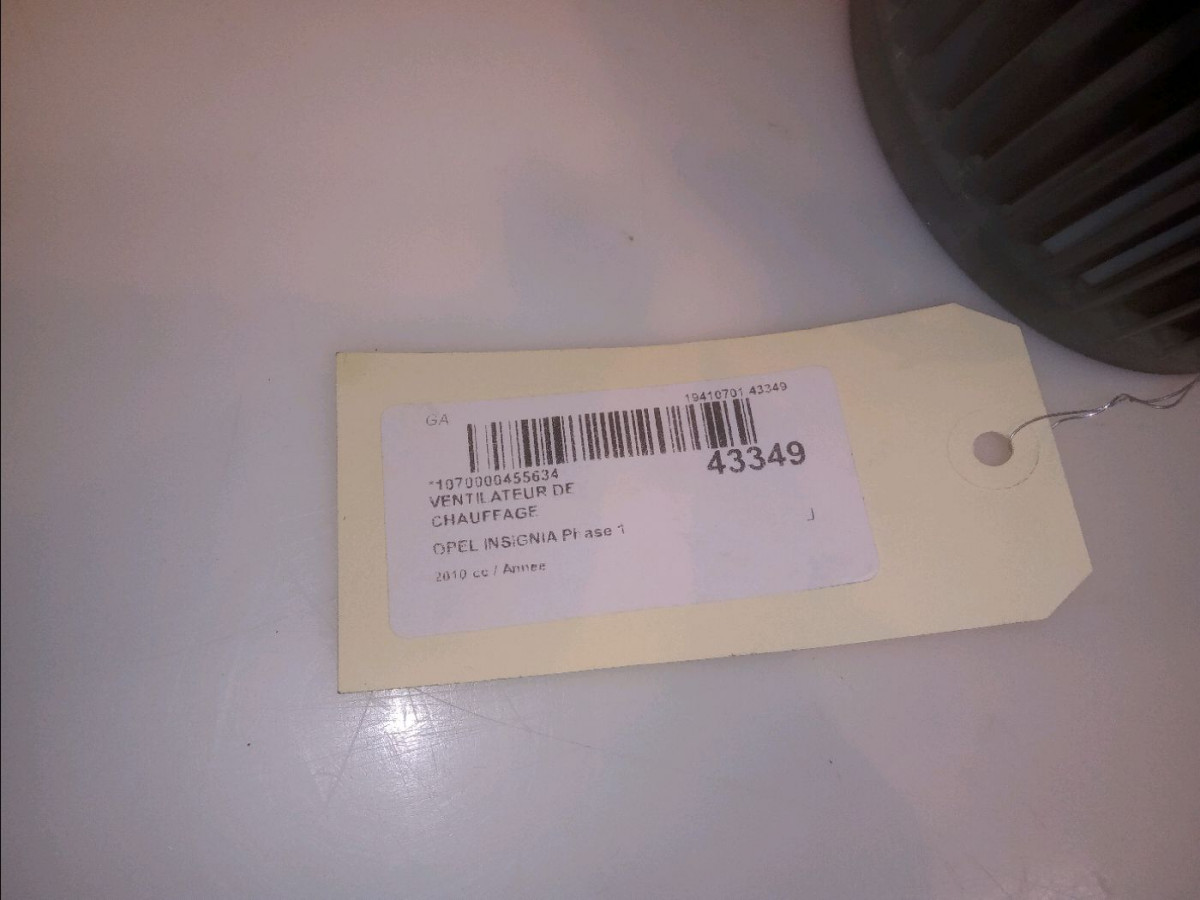 GA
19410701 43349
43349
*1070000455634
VENTILATEUR DE
CHAUFFAGE
OPEL INSIGNIA Phase 1
J
2010 cc / Annee